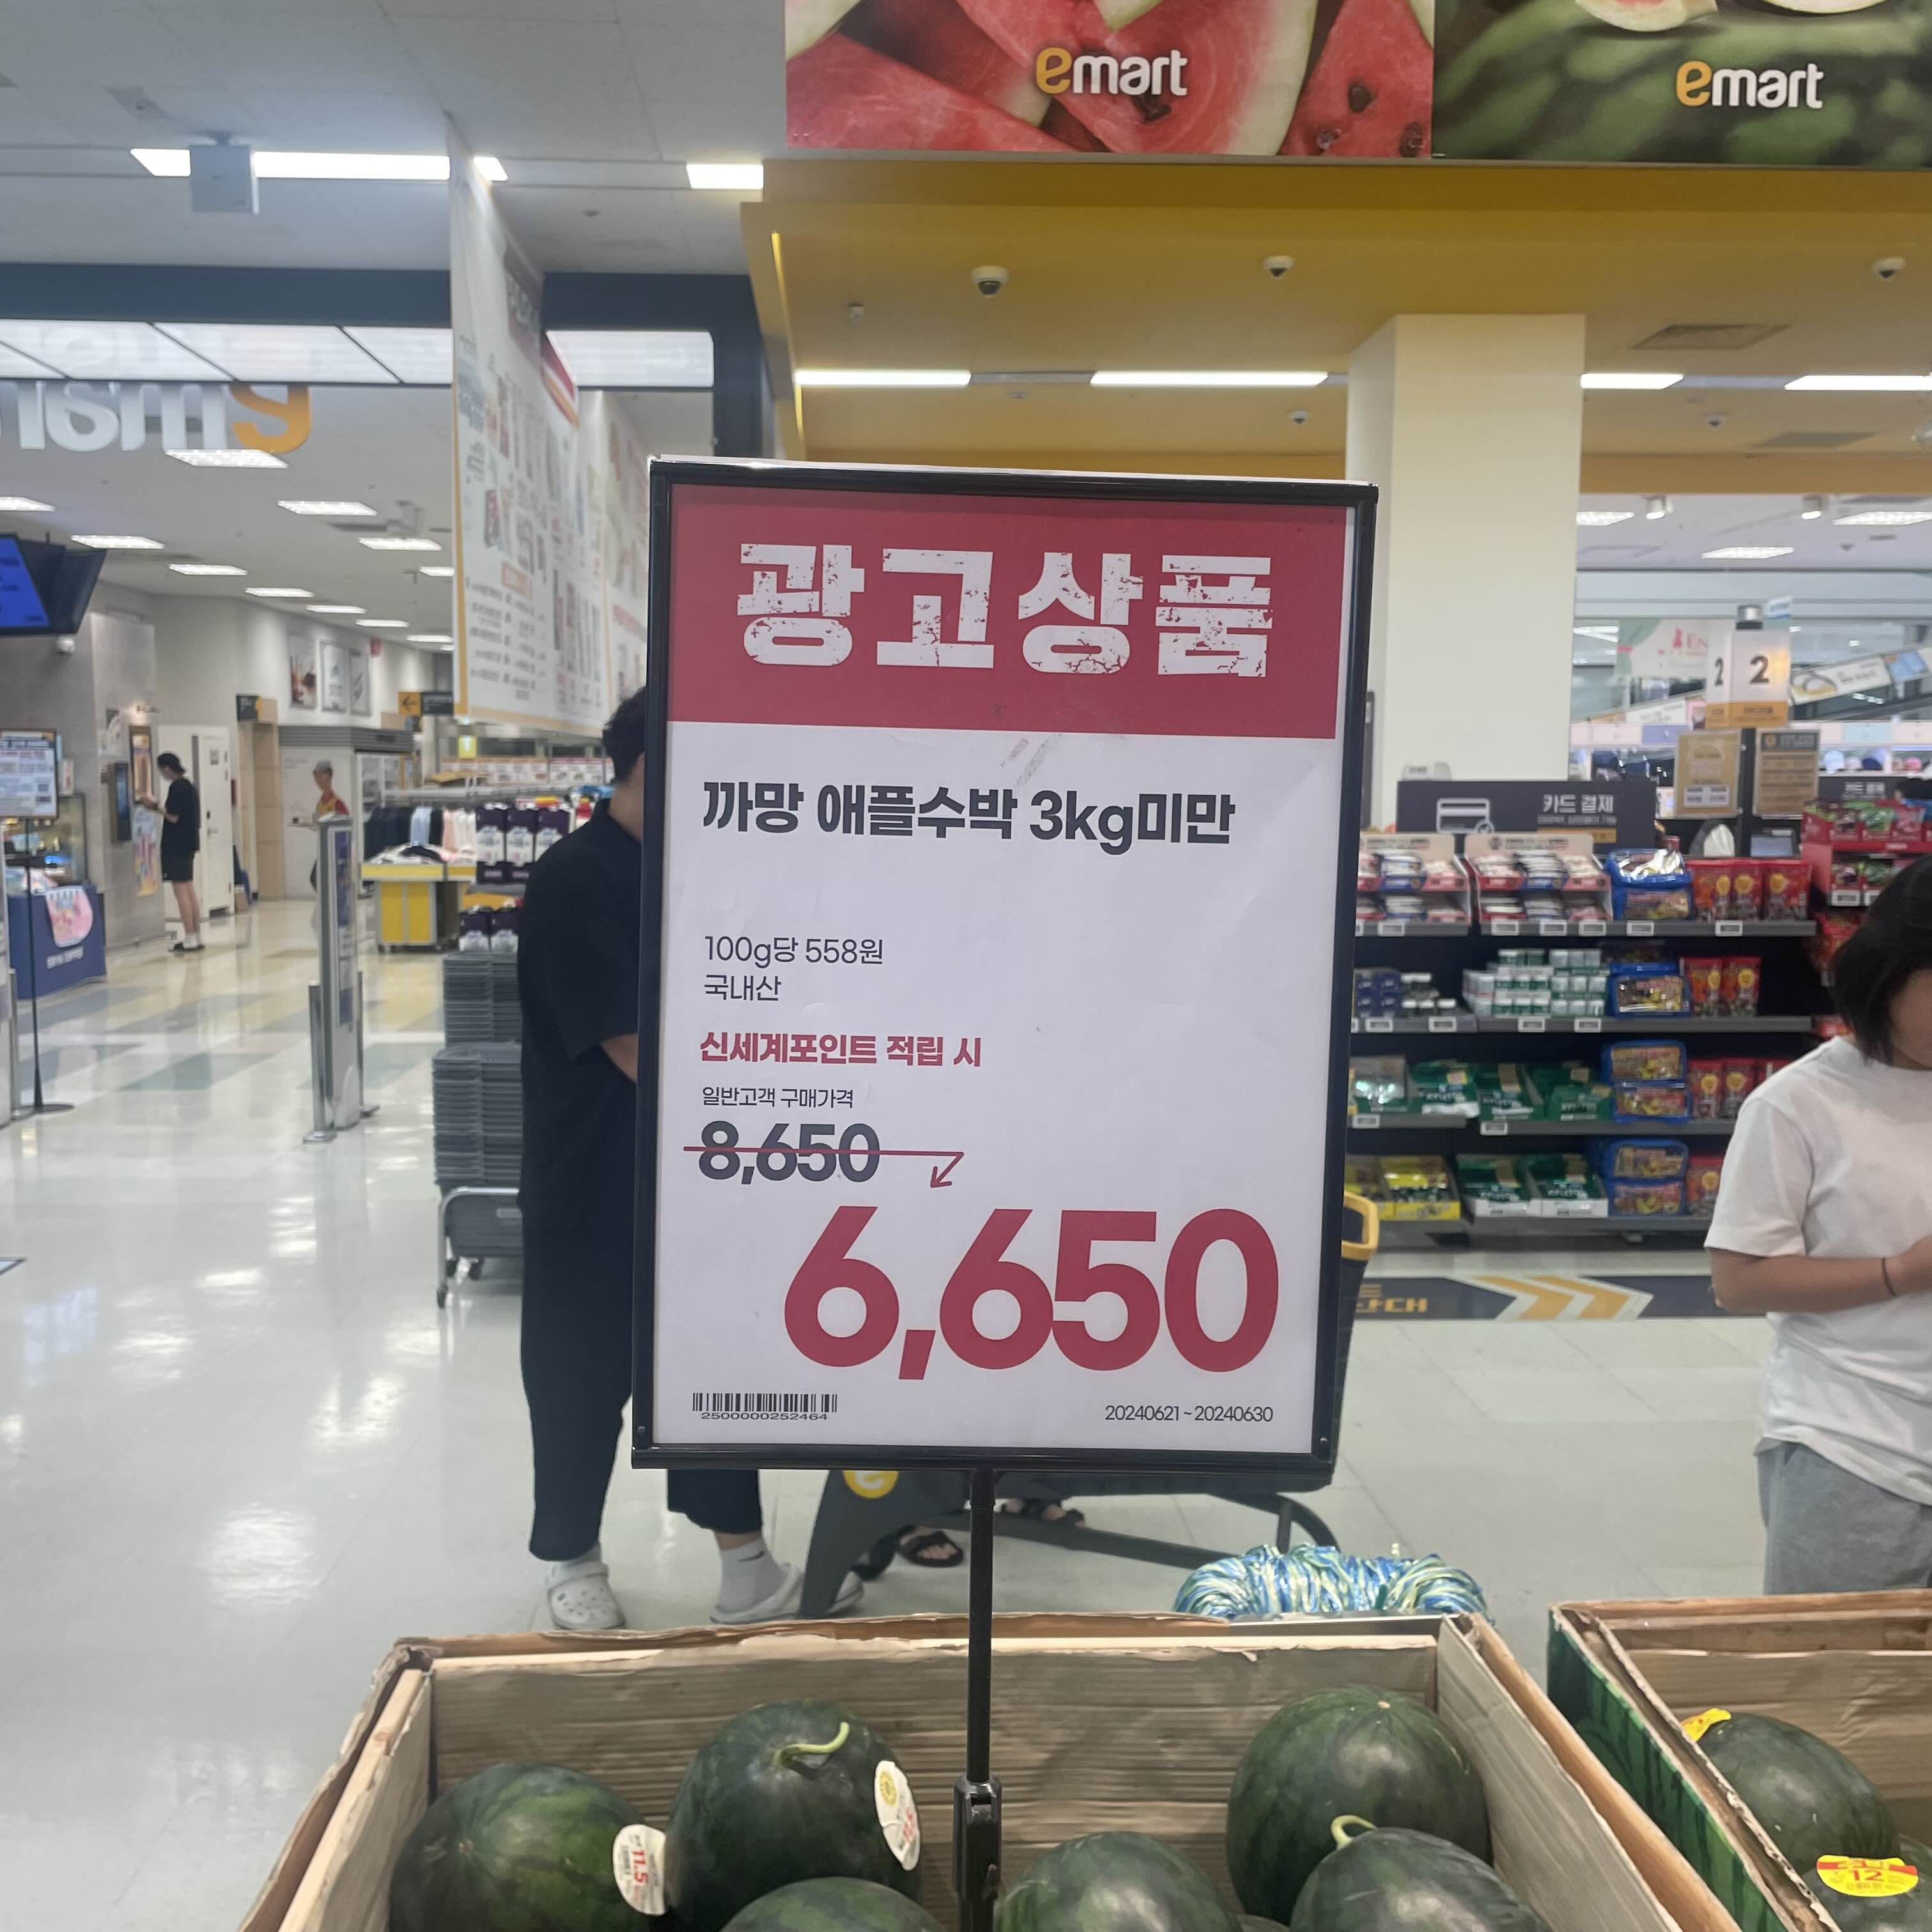 emart
emart
광고상품
까망 애플수박 3kg미만
100g당 558원
국내산
신세계포인트 적립 시
일반고객 구매가격
8,650
6,650
2500000252464
20240621~20240630
카드 결제
2
2
11.5
12